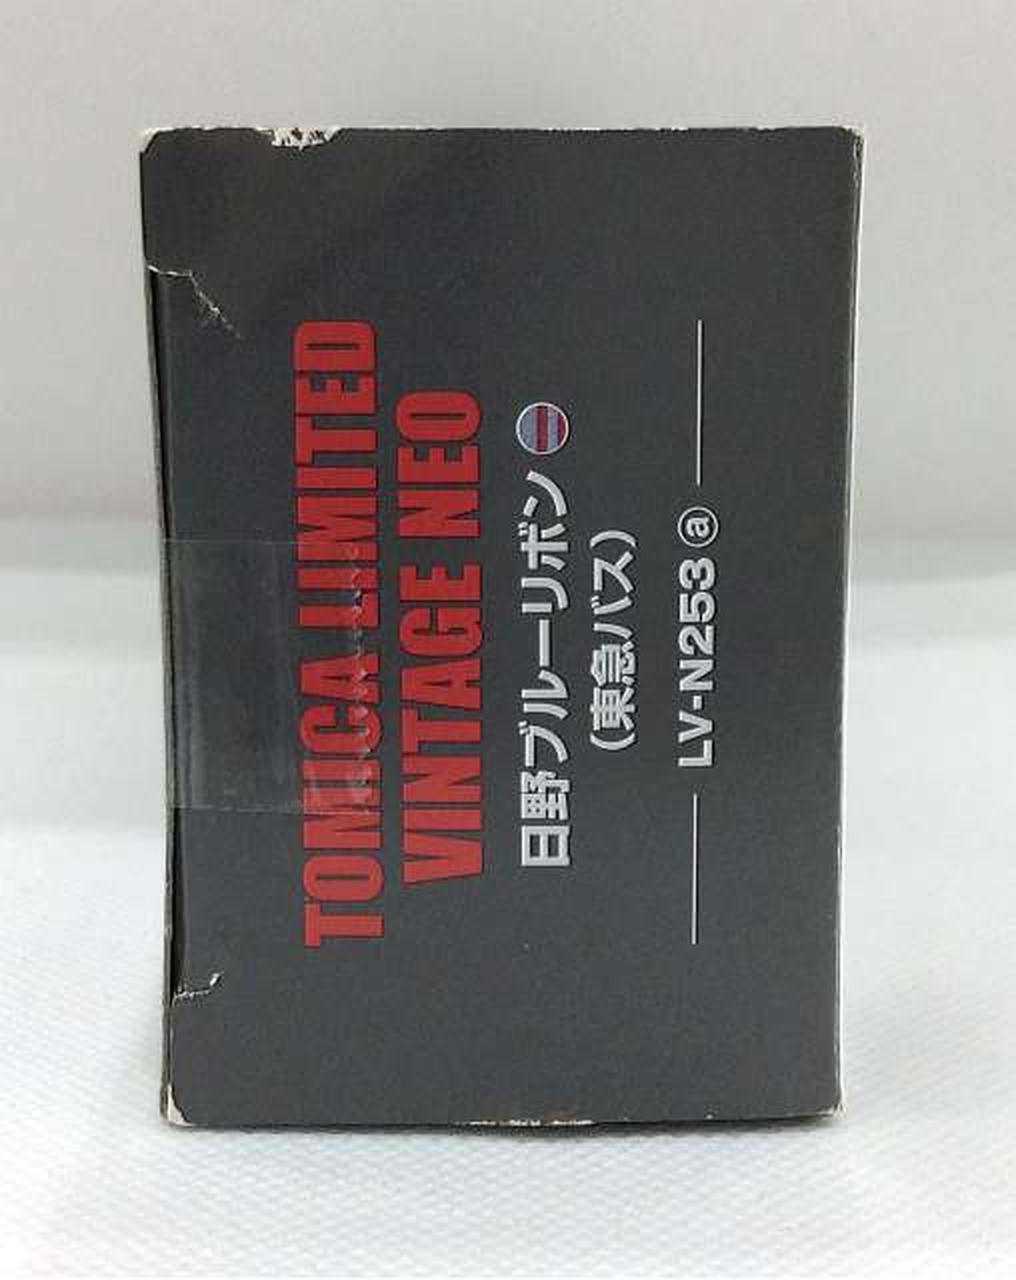 TOMICA LIMITED
VINTAGE NEO
日野ブルーリボン
(東急バス)
LV-N253 ⓐ